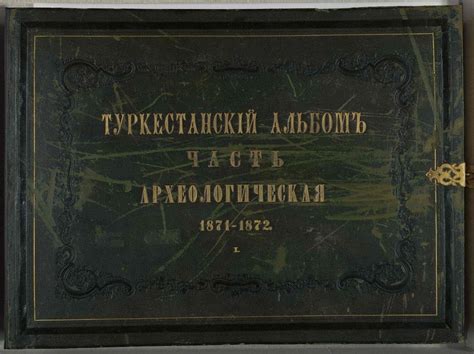 ТУРКЕСТАНСКІЙ АЛЬБОМЪ
ЧАСТЬ
АРХЕОЛОГИЧЕСКАЯ
1871-1872.
I.